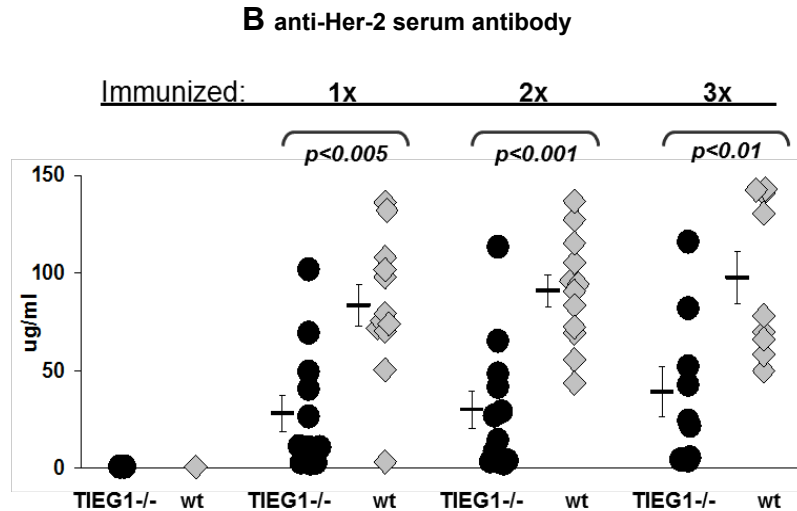 B anti-Her-2 serum antibody
Immunized: 1x 2x 3x
p<0.005 p<0.001 p<0.01
150
100
50
0
ug/ml
TIEG1-/- wt TIEG1-/- wt TIEG1-/- wt TIEG1-/- wt